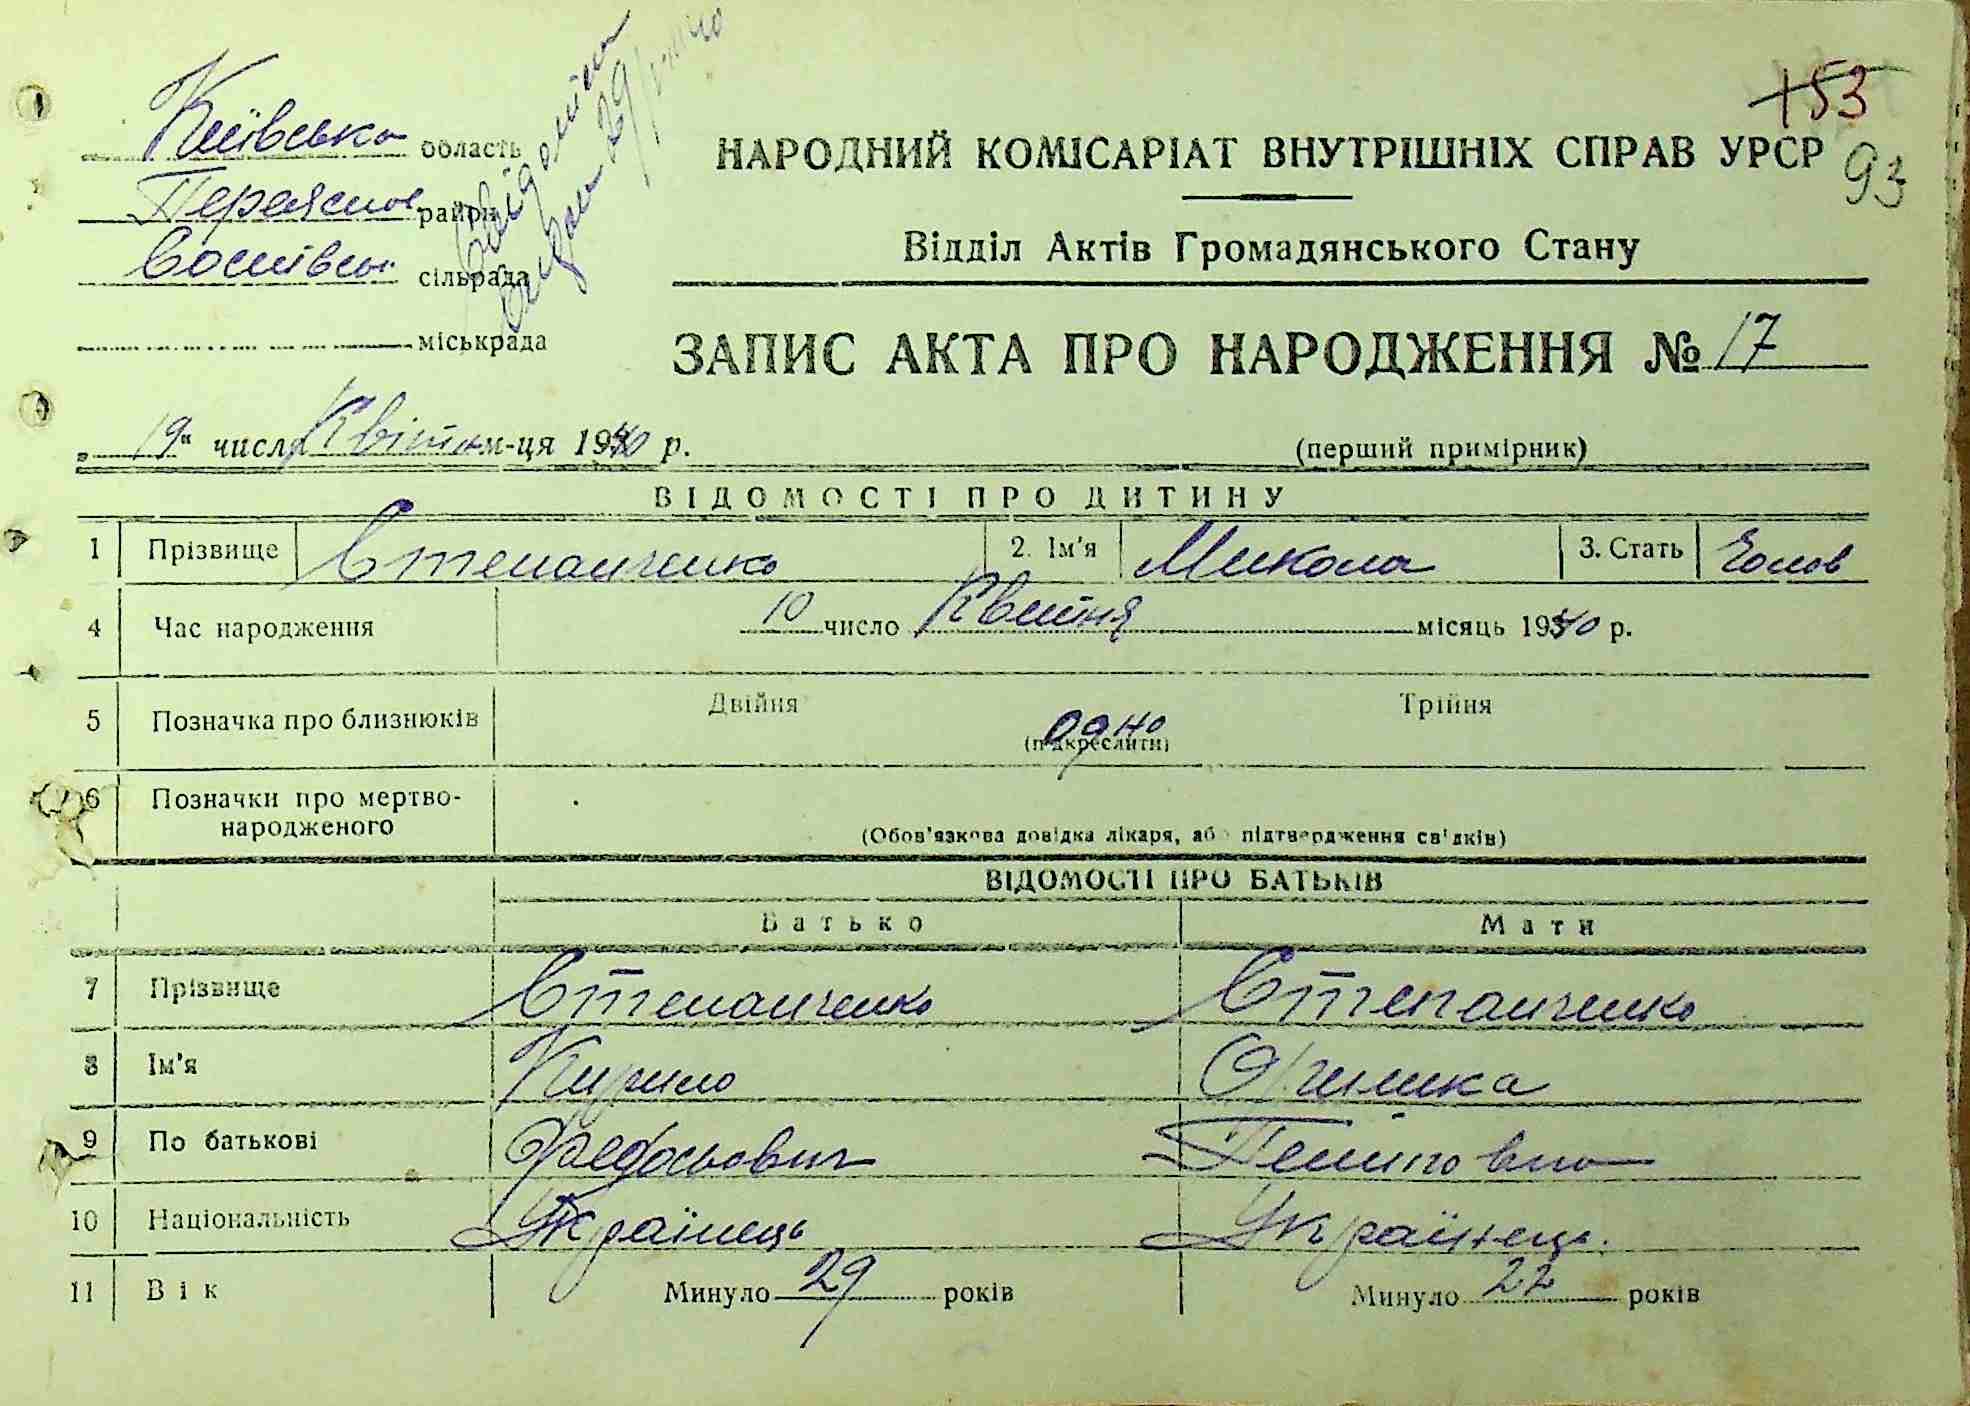 153
93
Київська область
Переяслов район
Соснівсь сільрада
міськрада
НАРОДНИЙ КОМІСАРІАТ ВНУТРІШНІХ СПРАВ УРСР
Відділ Актів Громадянського Стану
ЗАПИС АКТА ПРО НАРОДЖЕННЯ № 17
„19“ числа Квітня м-ця 1940 р.
(перший примірник)
ВІДОМОСТІ ПРО ДИТИНУ
1 Прізвище Степанченко 2. Ім'я Микола 3. Стать Толов
4 Час народження 10 число Квітня місяць 1940 р.
5 Позначка про близнюків Двійня одно Трійня
(підкреслити)
6 Позначки про мертво-
народженого
(Обов'язкова довідка лікаря, або підтвердження свідків)
ВІДОМОСТІ ПРО БАТЬКІВ
Батько Мати
7 Прізвище Степанченко Степанченко
8 Ім'я Кирило
9 По батькові Федосьович
10 Національність Українець Українець.
11 Вік Минуло 29 років Минуло 22 років